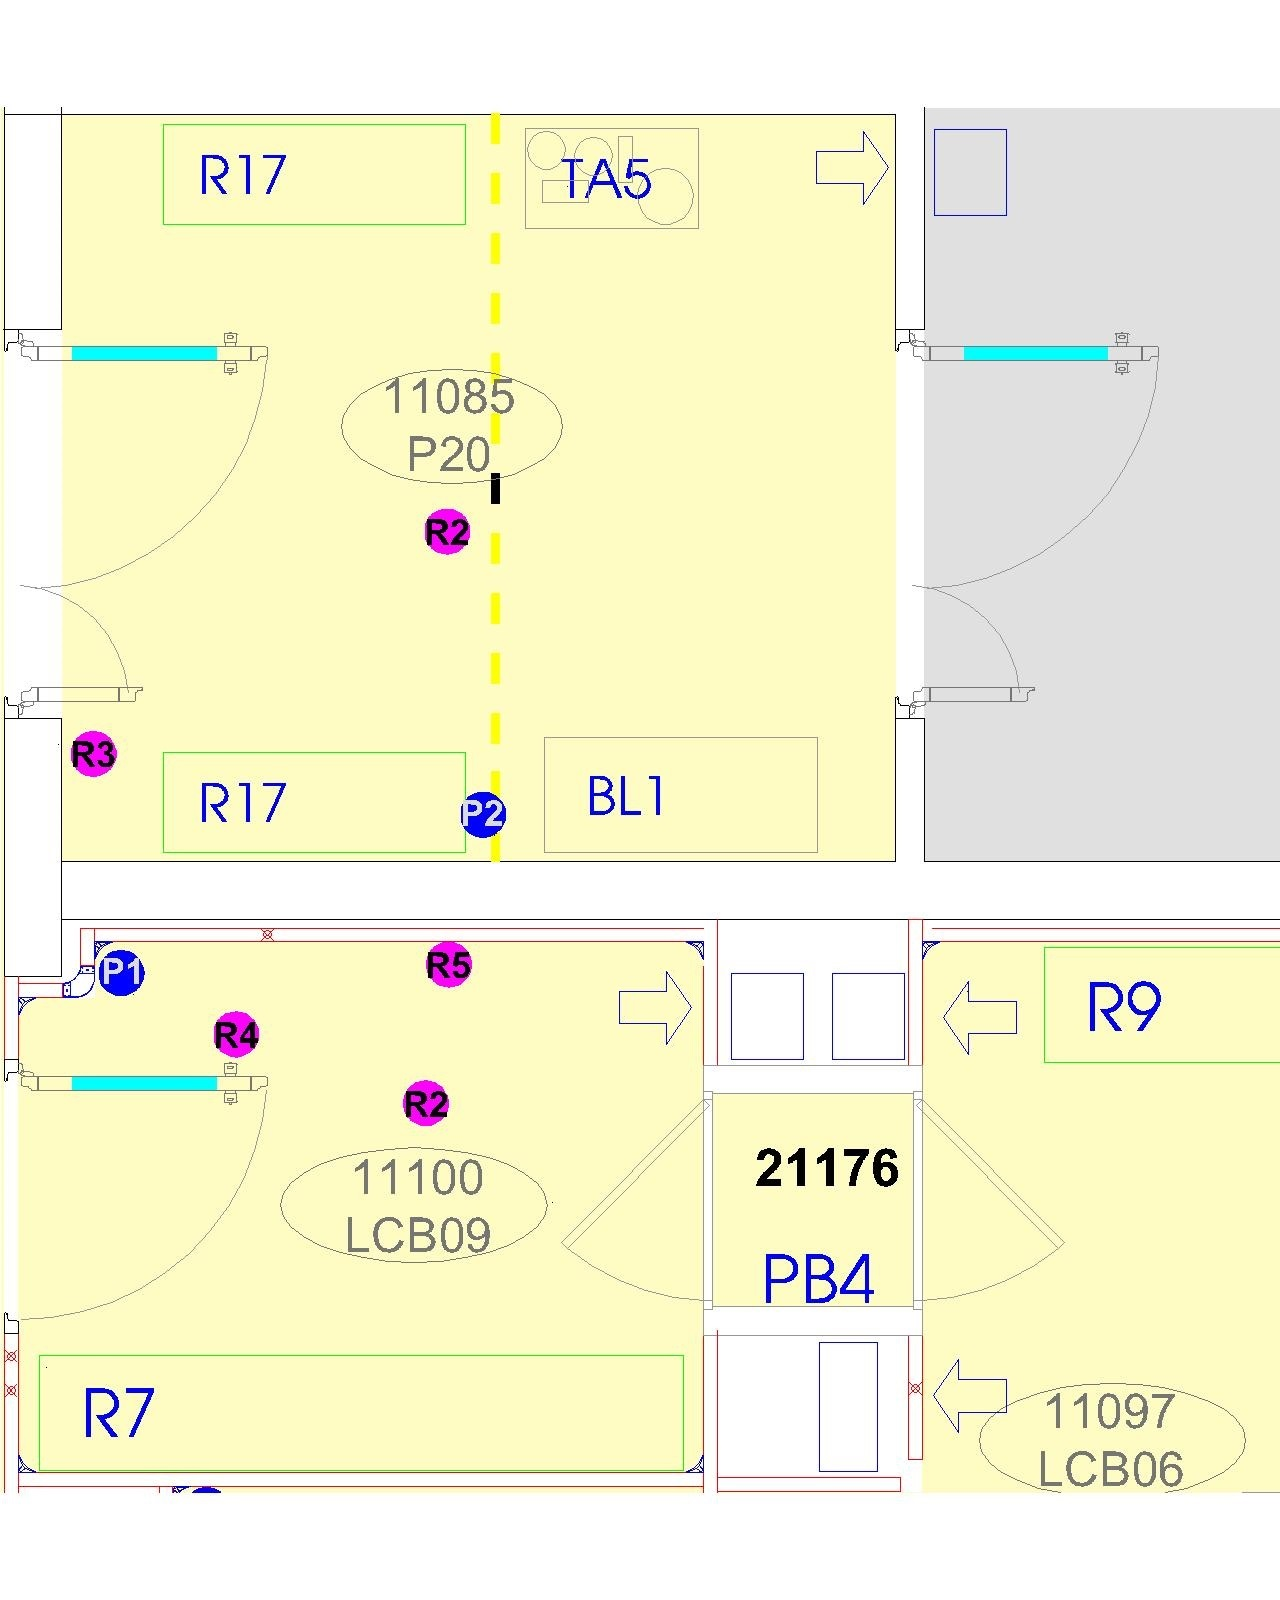 R17
TA5
11085
P20
R2
R3
R17
P2
BL1
P1
R5
R9
R4
R2
21176
11100
LCB09
PB4
R7
11097
LCB06